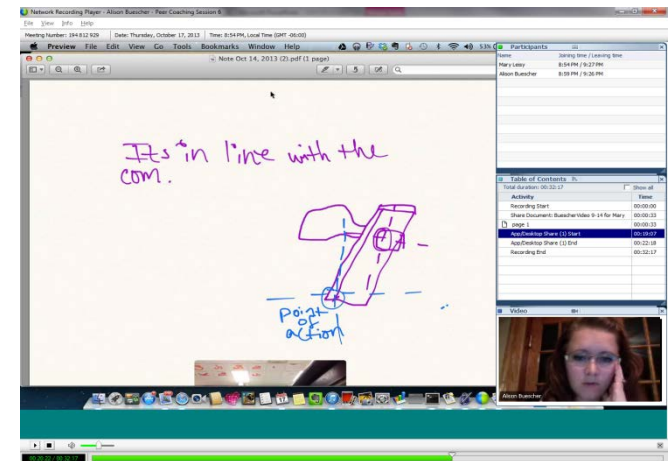 Network Recording Player - Alison Buescher - Peer Coaching Session 6
File View Info Help
Meeting Number: 194 812 929 Date: Thursday, October 17, 2013 Time: 8:54 PM, Local Time (GMT -06:00)
Preview File Edit View Go Tools Bookmarks Window Help
Note Oct 14, 2013 (2).pdf (1 page)
Its in line with the
com.
point
of
action
Participants
Name Joining time / Leaving time
Mary Leisy 8:54 PM / 9:27 PM
Alison Buescher 8:59 PM / 9:26 PM
Table of Contents
Total duration: 00:32:17 Show all
Activity Time
Recording Start 00:00:00
Share Document: BuescherVideo 9-14 for Mary 00:00:33
page 1 00:00:33
App/Desktop Share (1) Start 00:19:07
App/Desktop Share (1) End 00:22:18
Recording End 00:32:17
Video
Alison Buescher
00:20:22 / 00:32:17